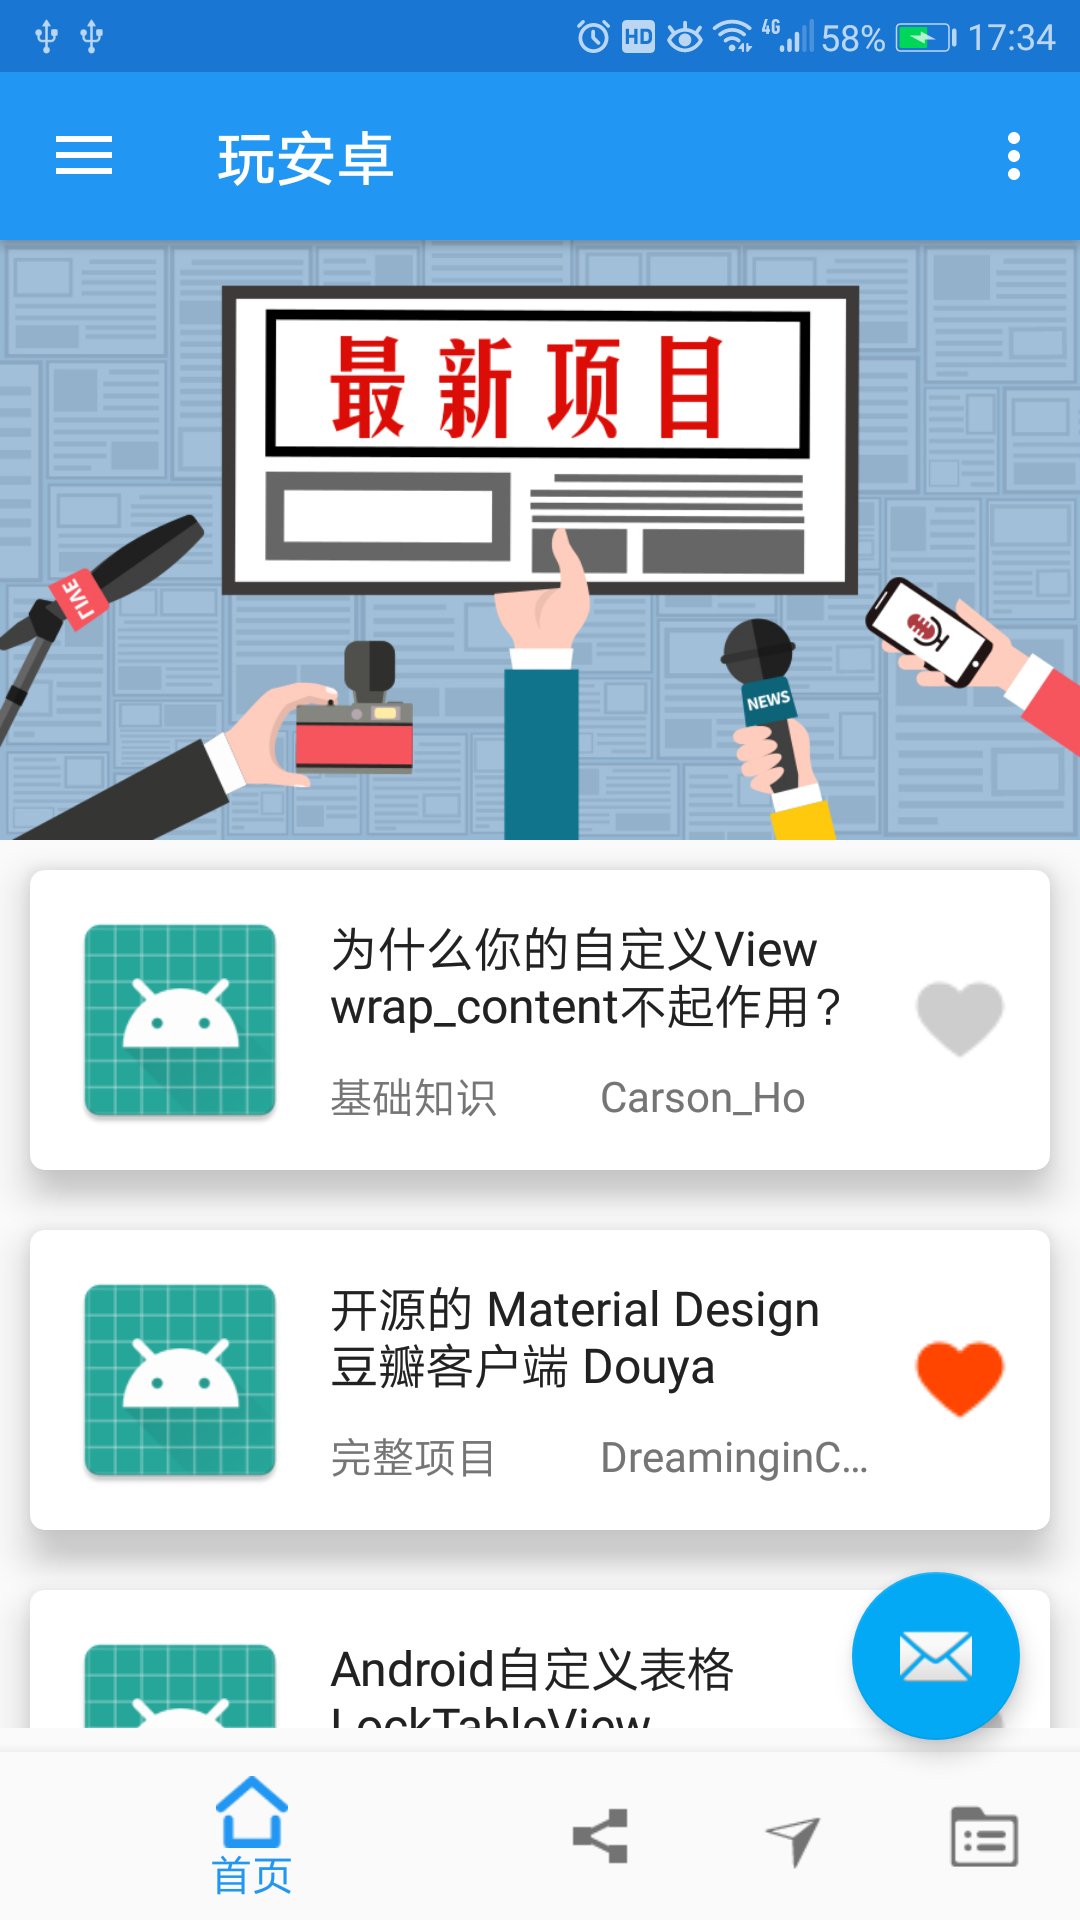 HD 4G 58% 17:34
玩安卓
最新项目
LIVE
NEWS
为什么你的自定义View
wrap_content不起作用？
基础知识 Carson_Ho
开源的 Material Design
豆瓣客户端 Douya
完整项目 DreaminginC...
Android自定义表格
LockTableView
首页